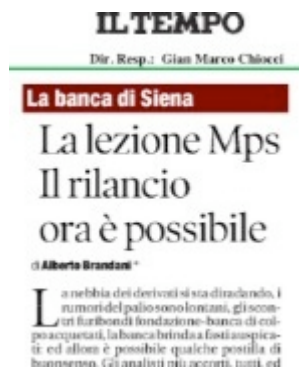 IL TEMPO
Dir. Resp.: Gian Marco Chiocci
La banca di Siena
La lezione Mps
Il rilancio
ora è possibile
di Alberto Brandani *
La nebbia dei derivati si sta diradando, i
rumori del palio sono lontani, gli scon-
tri furibondi fondazione-banca di col-
po acquetati, la banca brinda a fasti auspica-
ti: ed allora è possibile qualche postilla di
buonsenso. Gli analisti più accorti, tutti, ed